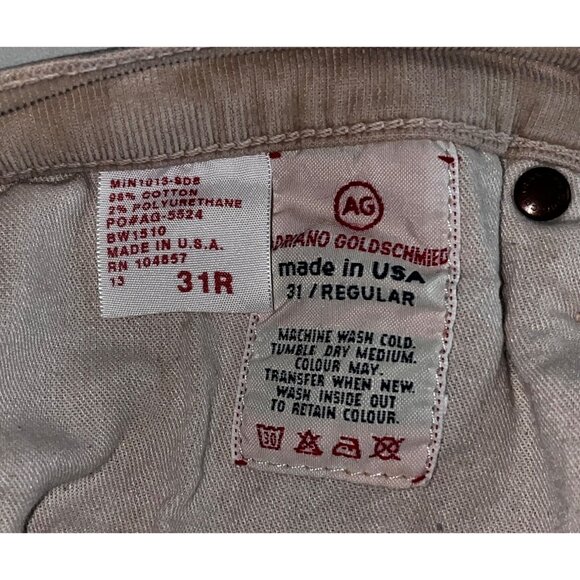 MIN1015-SDB
98% COTTON
2% POLYURETHANE
PO#AG-5524
BW1510
MADE IN U.S.A.
RN 104857
13 31R
AG
ADRIANO GOLDSCHMIED
made in USA
31 / REGULAR
MACHINE WASH COLD.
TUMBLE DRY MEDIUM.
COLOUR MAY.
TRANSFER WHEN NEW.
WASH INSIDE OUT
TO RETAIN COLOUR.
30